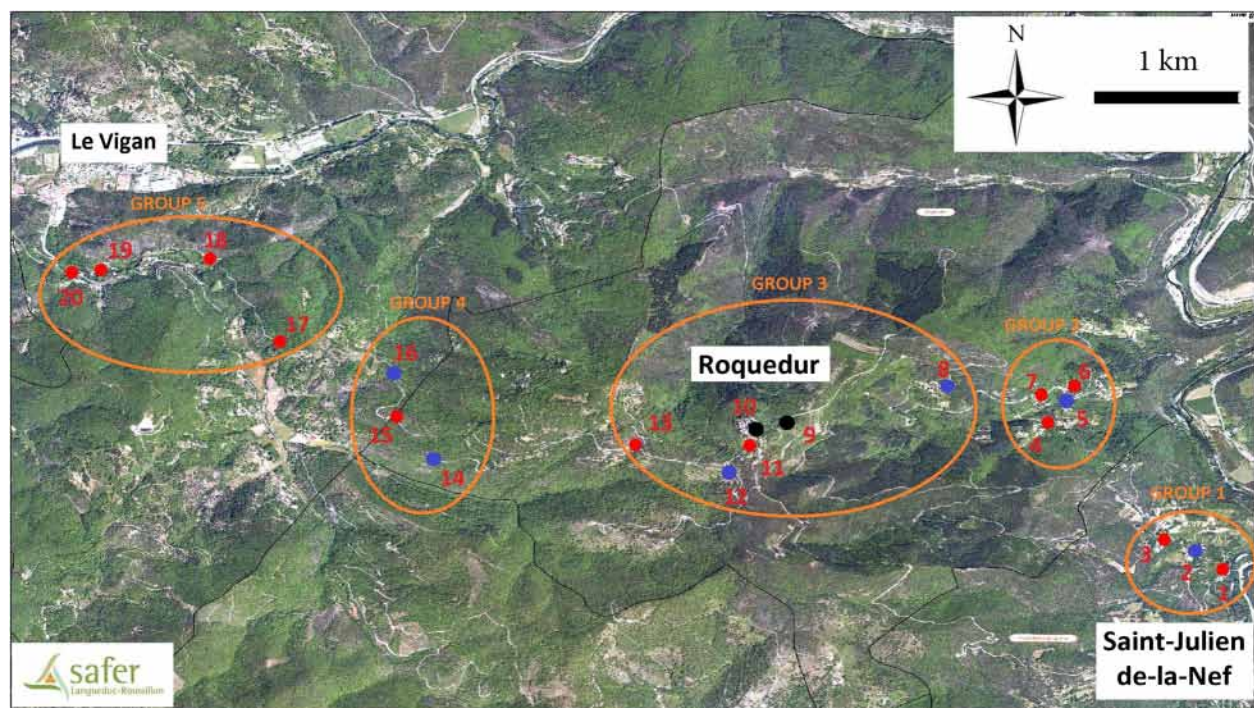 N
1 km
Le Vigan
GROUP 5
18
19
20
17
GROUP 4
16
15
14
GROUP 3
Roquedur
8
10
9
13
11
12
GROUP 2
7
6
5
4
GROUP 1
3
2
1
Saint-Julien
de-la-Nef
safer
Languedoc-Roussillon